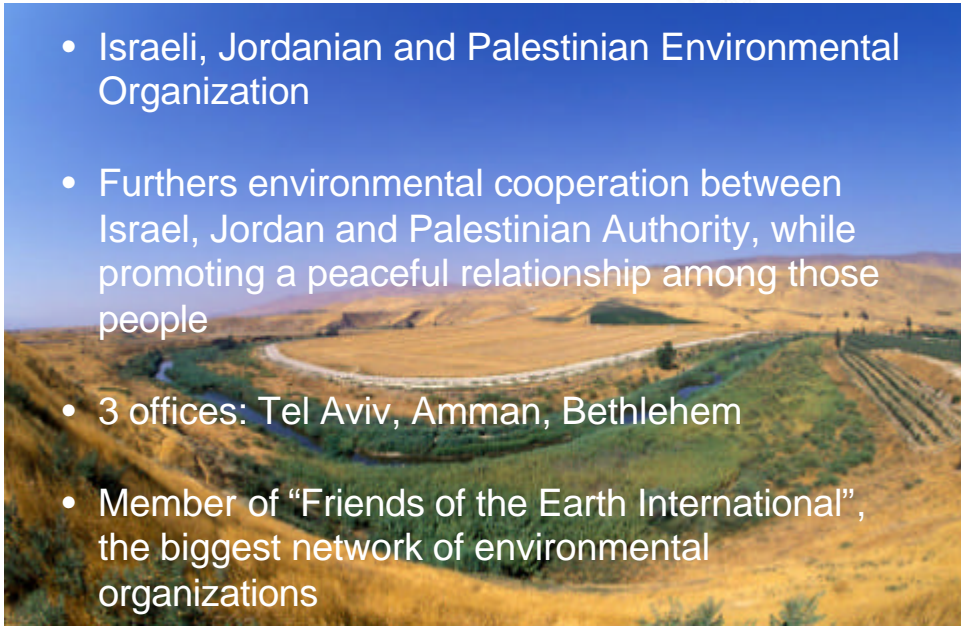 • Israeli, Jordanian and Palestinian Environmental
Organization
• Furthers environmental cooperation between
Israel, Jordan and Palestinian Authority, while
promoting a peaceful relationship among those
people
• 3 offices: Tel Aviv, Amman, Bethlehem
• Member of “Friends of the Earth International”,
the biggest network of environmental
organizations